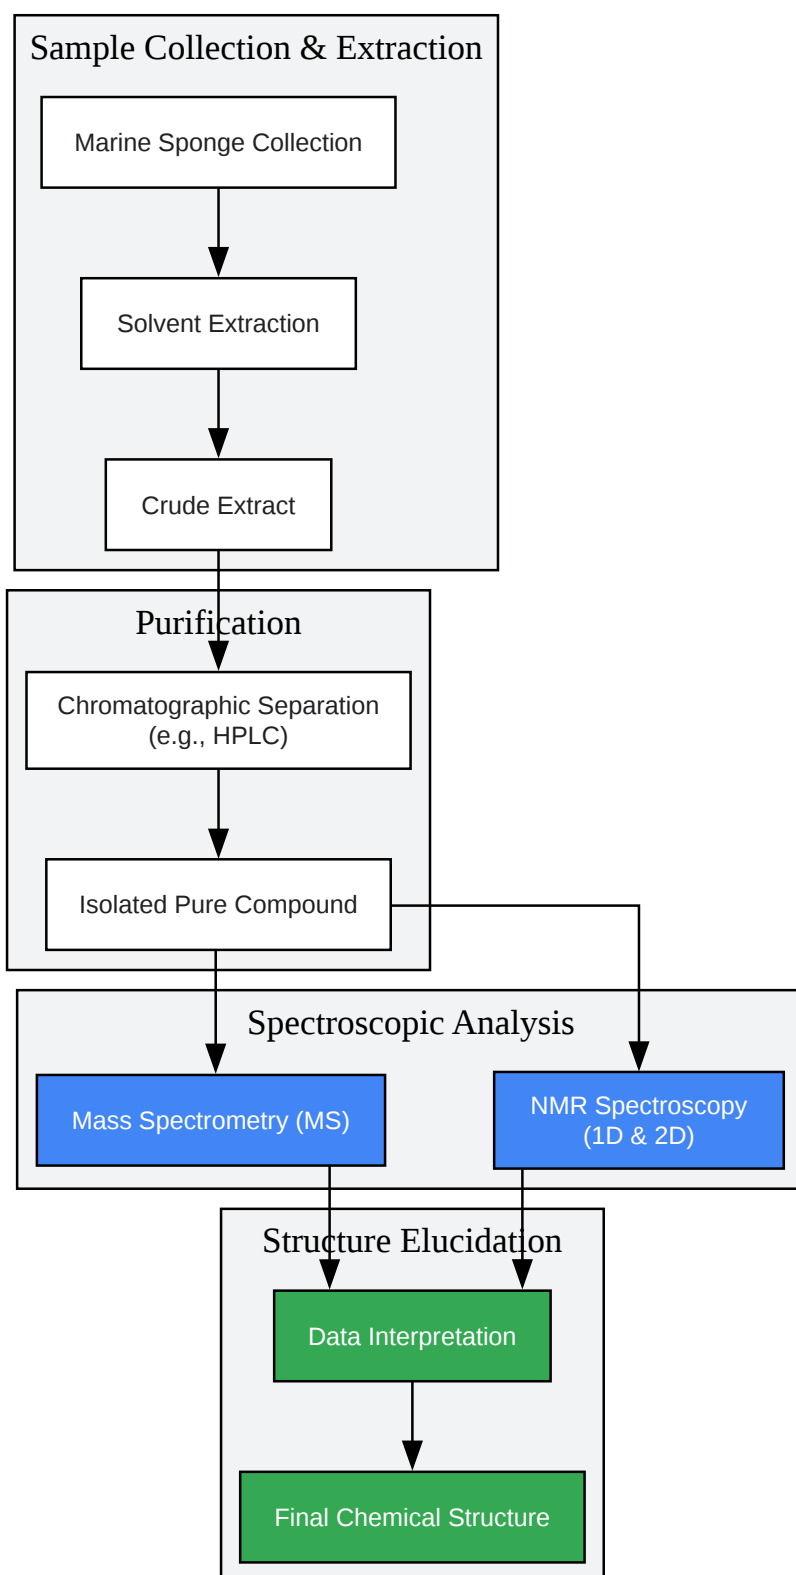 Sample Collection & Extraction
Marine Sponge Collection
Solvent Extraction
Crude Extract
Purification
Chromatographic Separation
(e.g., HPLC)
Isolated Pure Compound
Spectroscopic Analysis
Mass Spectrometry (MS)
NMR Spectroscopy
(1D & 2D)
Structure Elucidation
Data Interpretation
Final Chemical Structure